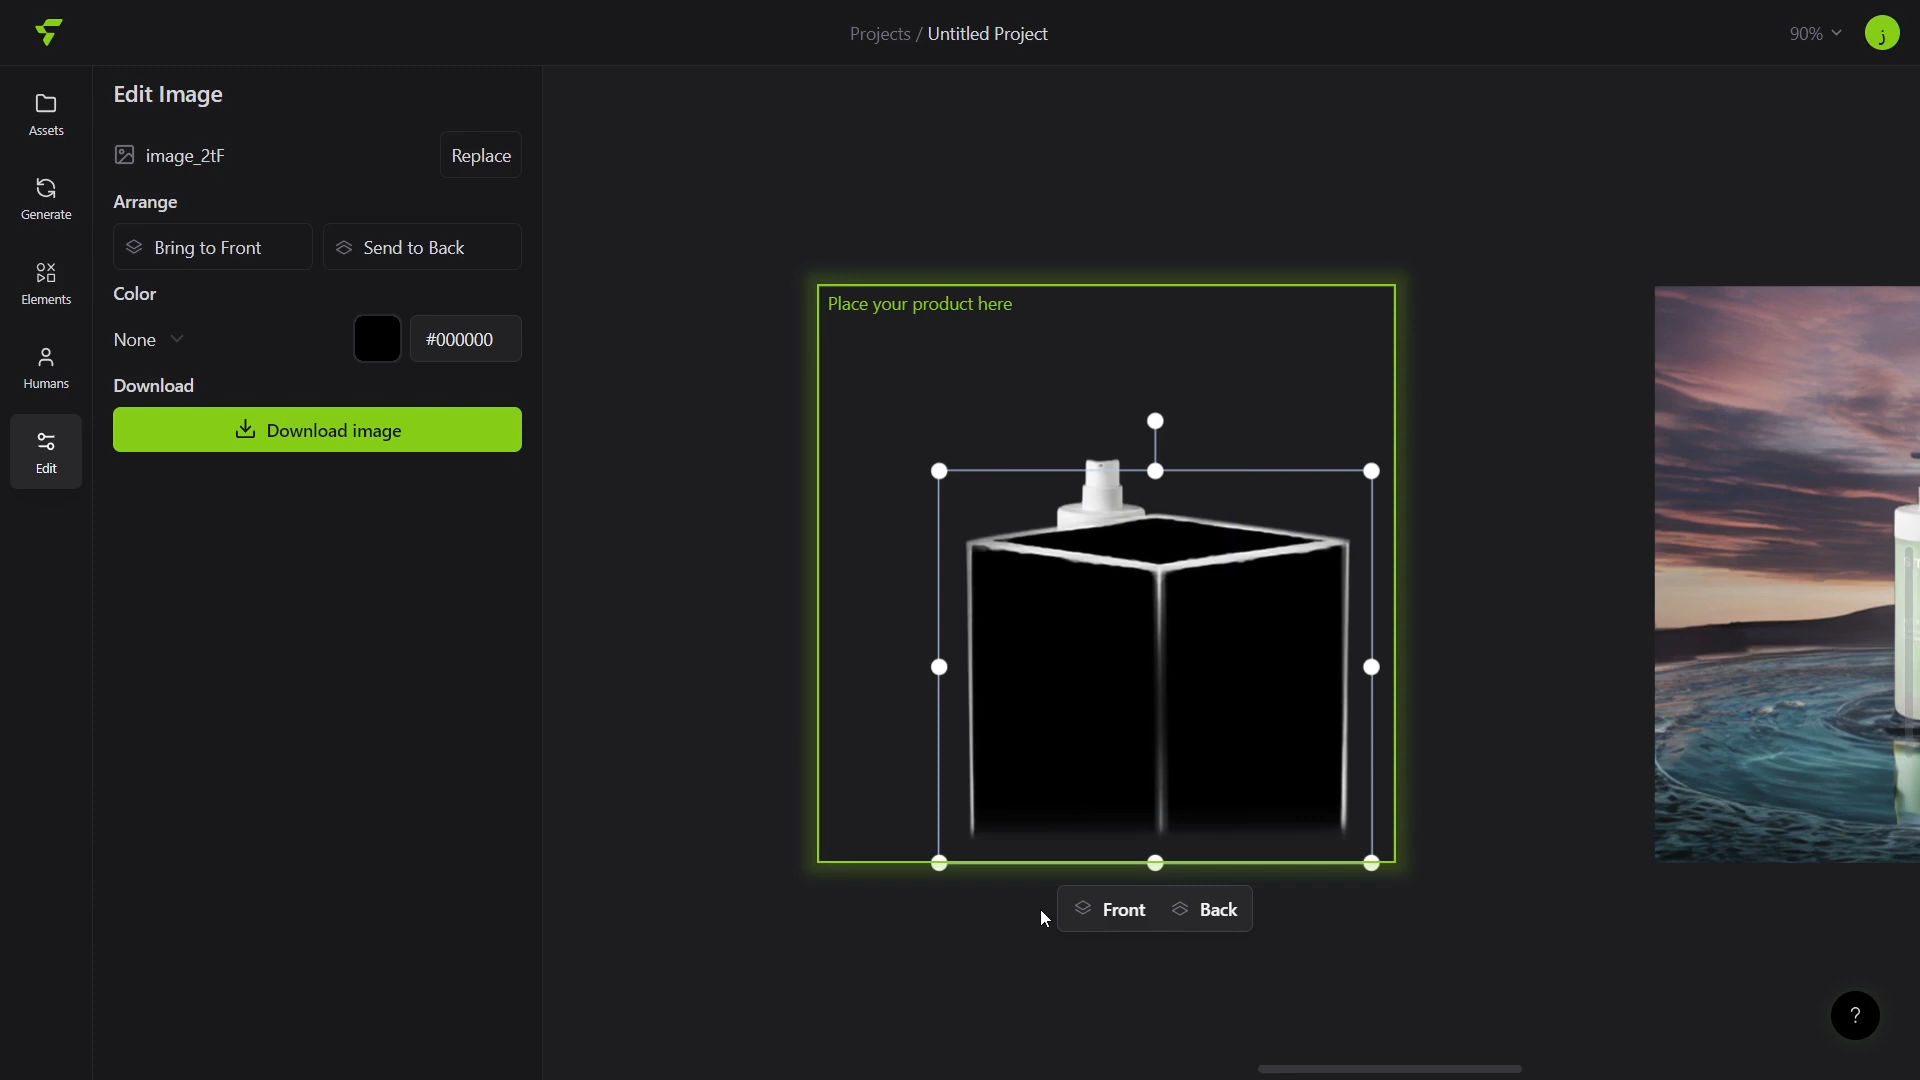 Projects / Untitled Project
90%
ز
Edit Image
Assets
image_2tF
Replace
Generate
Arrange
Bring to Front
Send to Back
Elements
Color
Place your product here
None
#000000
Humans
Download
Download image
Edit
Front
Back
?